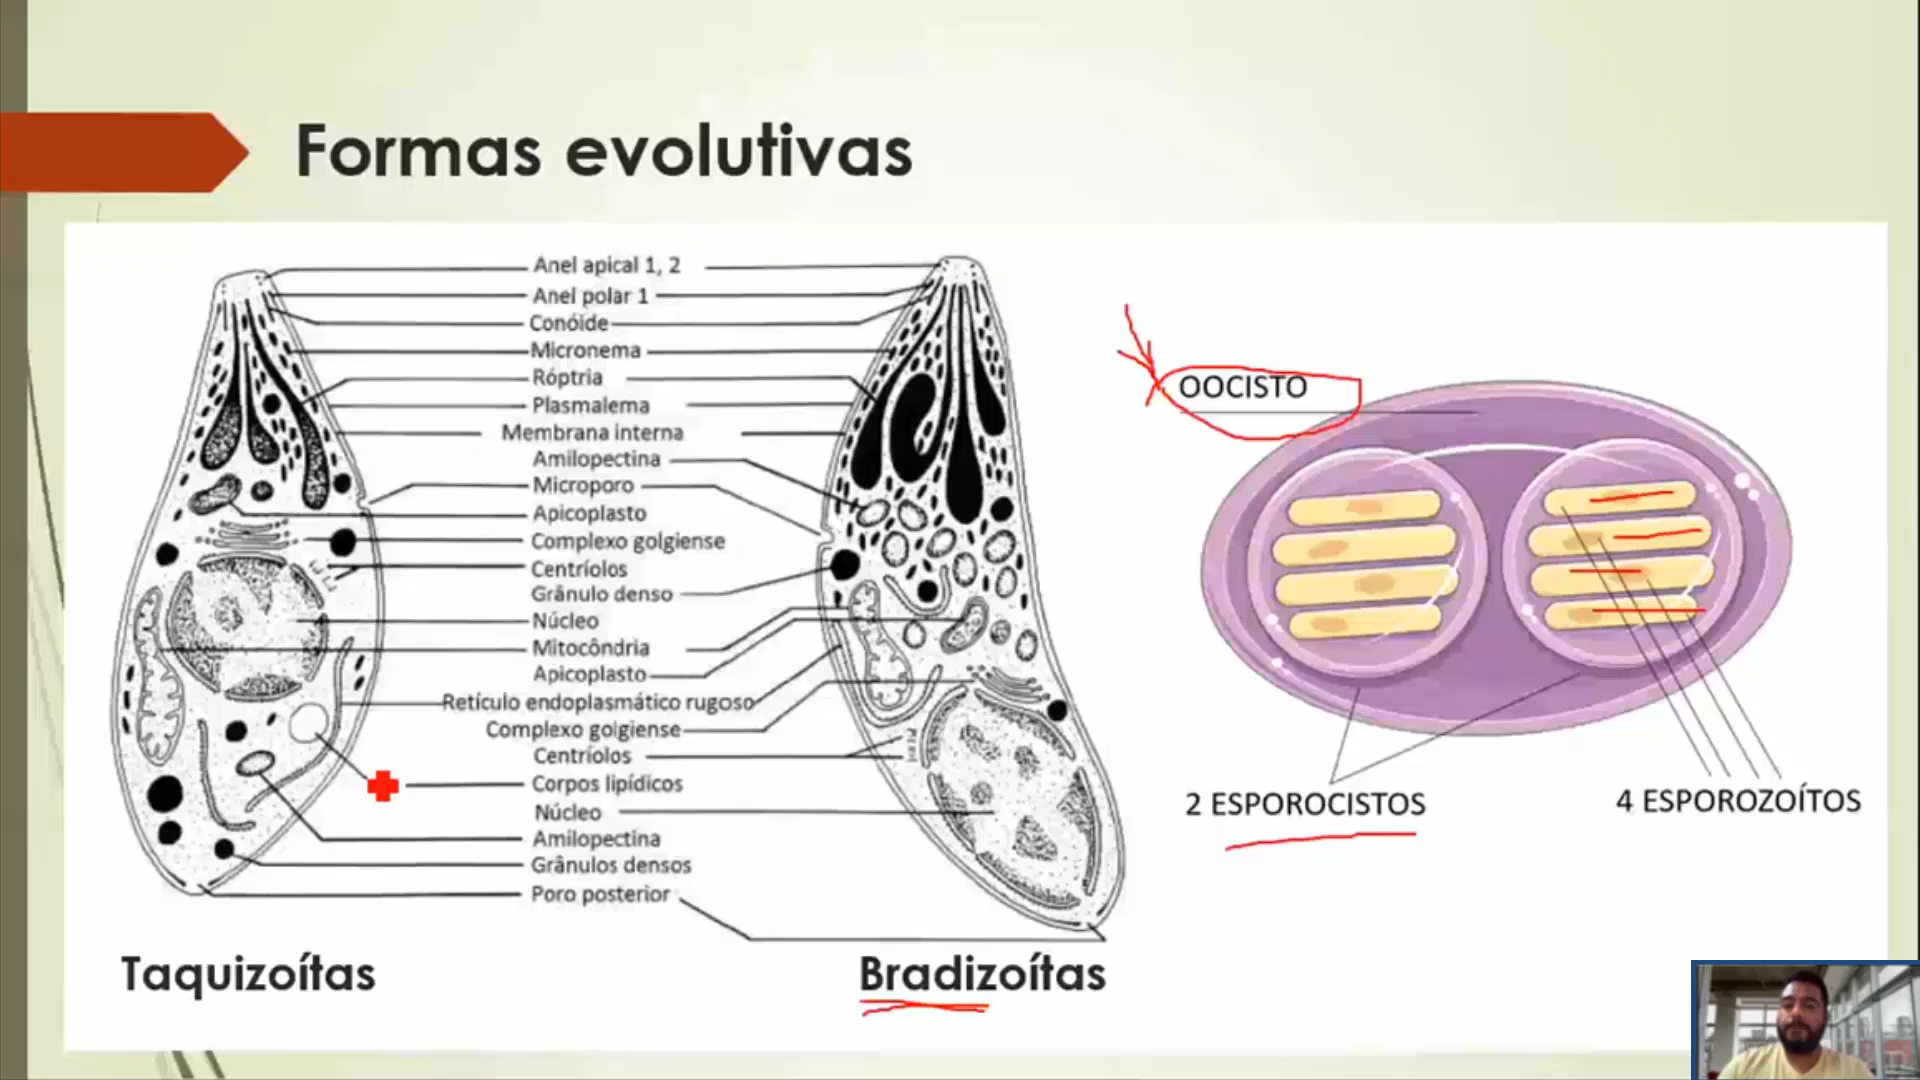 Formas evolutivas
Anel apical 1, 2
Anel polar 1
Conóide
Micronema
Róptria
Plasmalema
Membrana interna
Amilopectina
Microporo
Apicoplasto
Complexo golgiense
Centríolos
Grânulo denso
Núcleo
Mitocôndria
Apicoplasto
Retículo endoplasmático rugoso
Complexo golgiense
Centríolos
Corpos lipídicos
Núcleo
Amilopectina
Grânulos densos
Poro posterior
Taquizoítas
Bradizoítas
OOCISTO
2 ESPOROCISTOS
4 ESPOROZOÍTOS